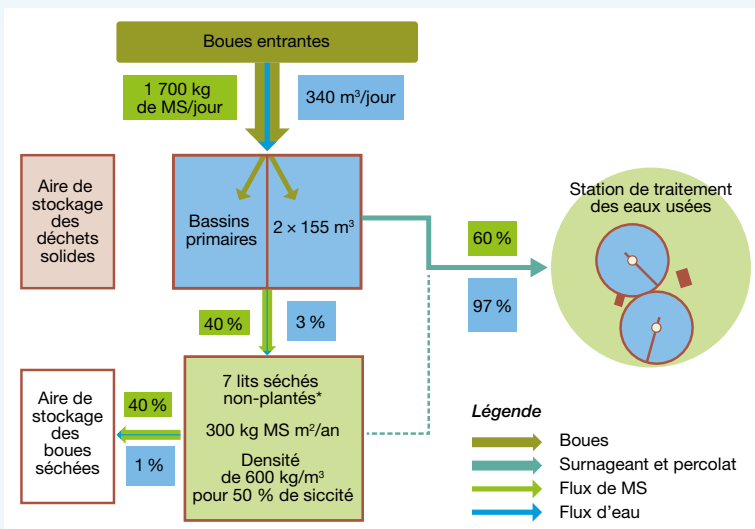 Boues entrantes
1 700 kg
de MS/jour
340 m³/jour
Aire de
stockage
des
déchets
solides
Bassins
primaires
2 × 155 m³
60 %
97 %
Station de traitement
des eaux usées
40 %
3 %
7 lits séchés
non-plantés*
300 kg MS m²/an
Densité
de 600 kg/m³
pour 50 % de siccité
Aire de
stockage
des
boues
séchées
40 %
1 %
Légende
Boues
Surnageant et percolat
Flux de MS
Flux d'eau